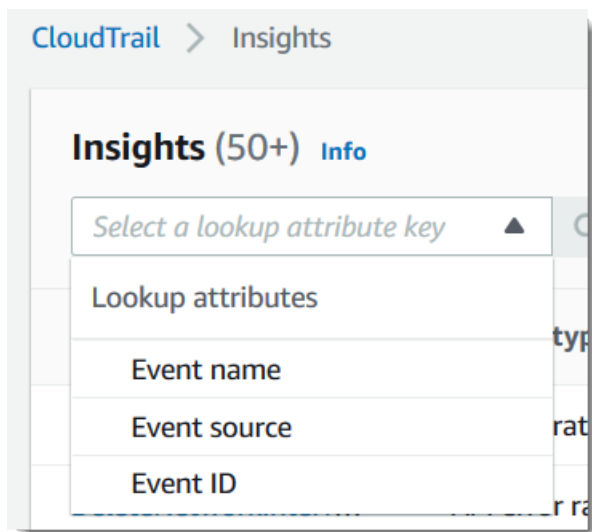 CloudTrail > Insights
Insights (50+) Info
Select a lookup attribute key
Lookup attributes
Event name
Event source
Event ID